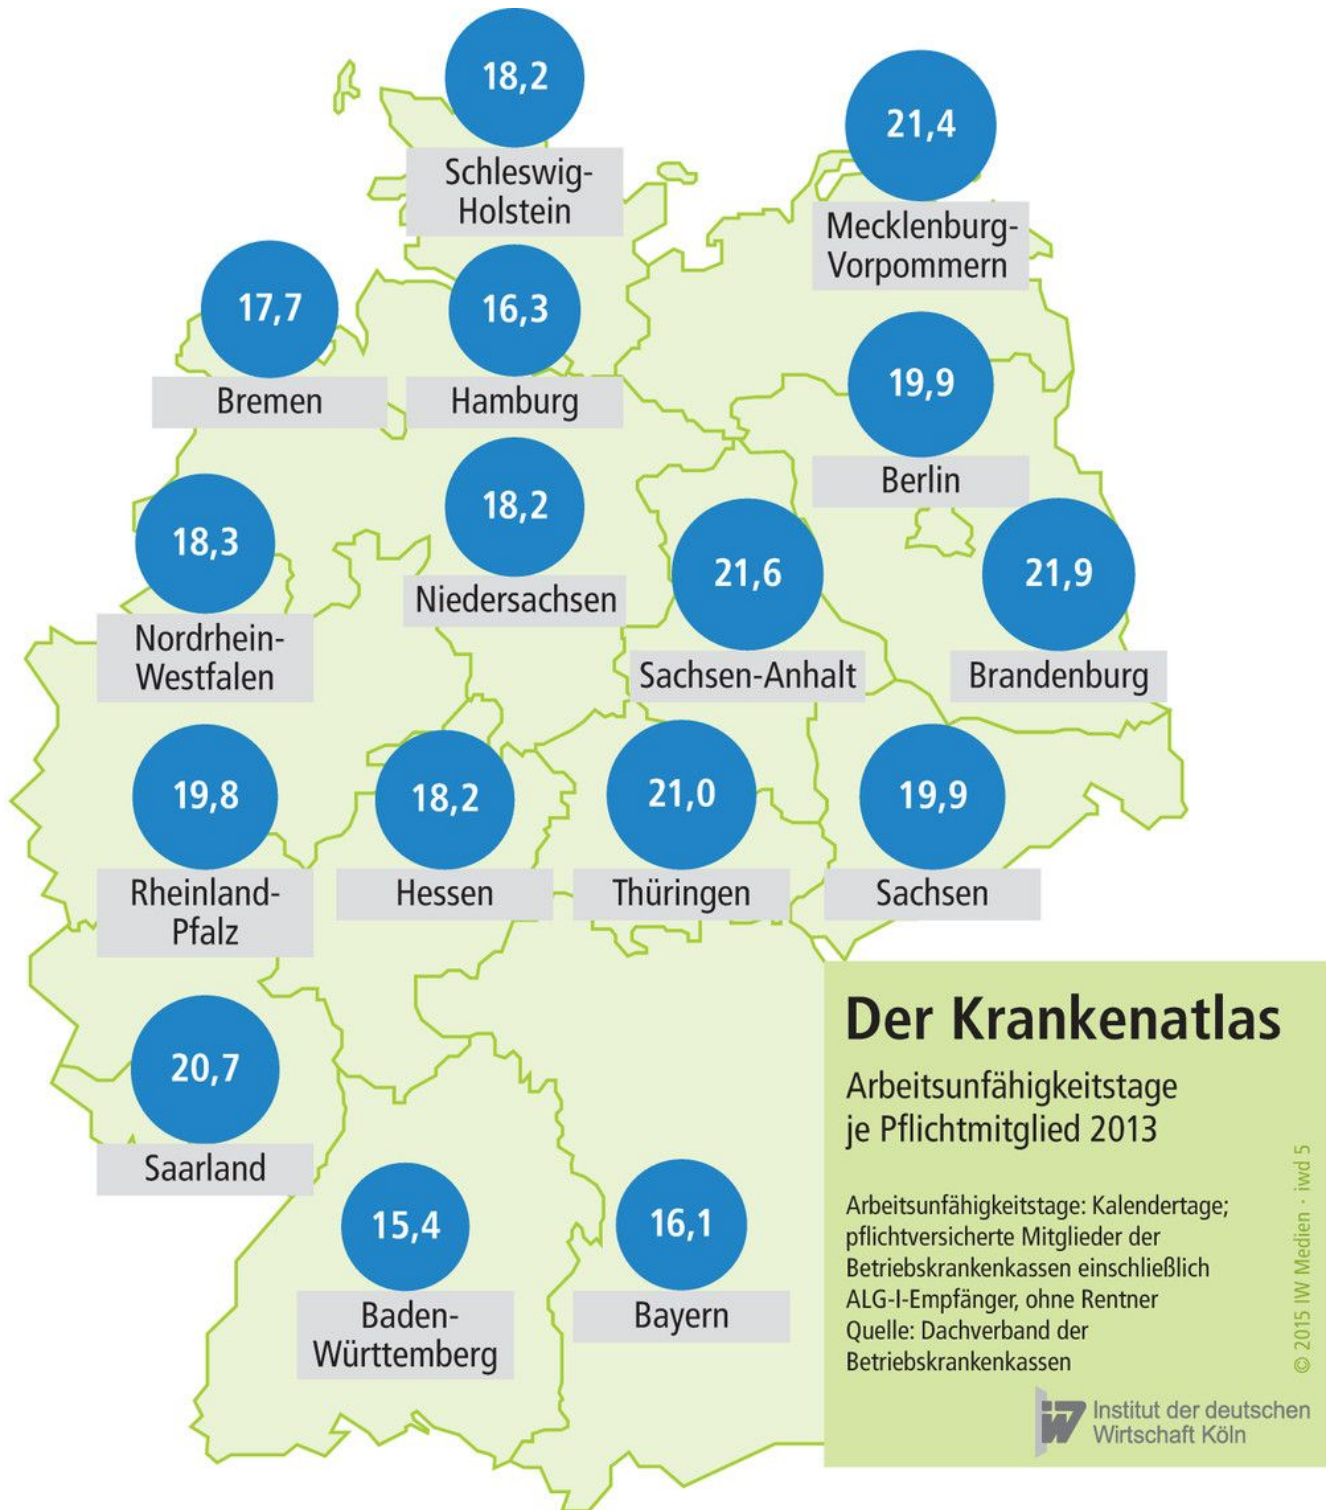 18,2
Schleswig-
Holstein
21,4
Mecklenburg-
Vorpommern
17,7
Bremen
16,3
Hamburg
19,9
Berlin
18,3
Nordrhein-
Westfalen
18,2
Niedersachsen
21,6
Sachsen-Anhalt
21,9
Brandenburg
19,8
Rheinland-
Pfalz
18,2
Hessen
21,0
Thüringen
19,9
Sachsen
20,7
Saarland
15,4
Baden-
Württemberg
16,1
Bayern
Der Krankenatlas
Arbeitsunfähigkeitstage
je Pflichtmitglied 2013
Arbeitsunfähigkeitstage: Kalendertage;
pflichtversicherte Mitglieder der
Betriebskrankenkassen einschließlich
ALG-I-Empfänger, ohne Rentner
Quelle: Dachverband der
Betriebskrankenkassen
© 2015 IW Medien · iwd 5
iw
Institut der deutschen
Wirtschaft Köln